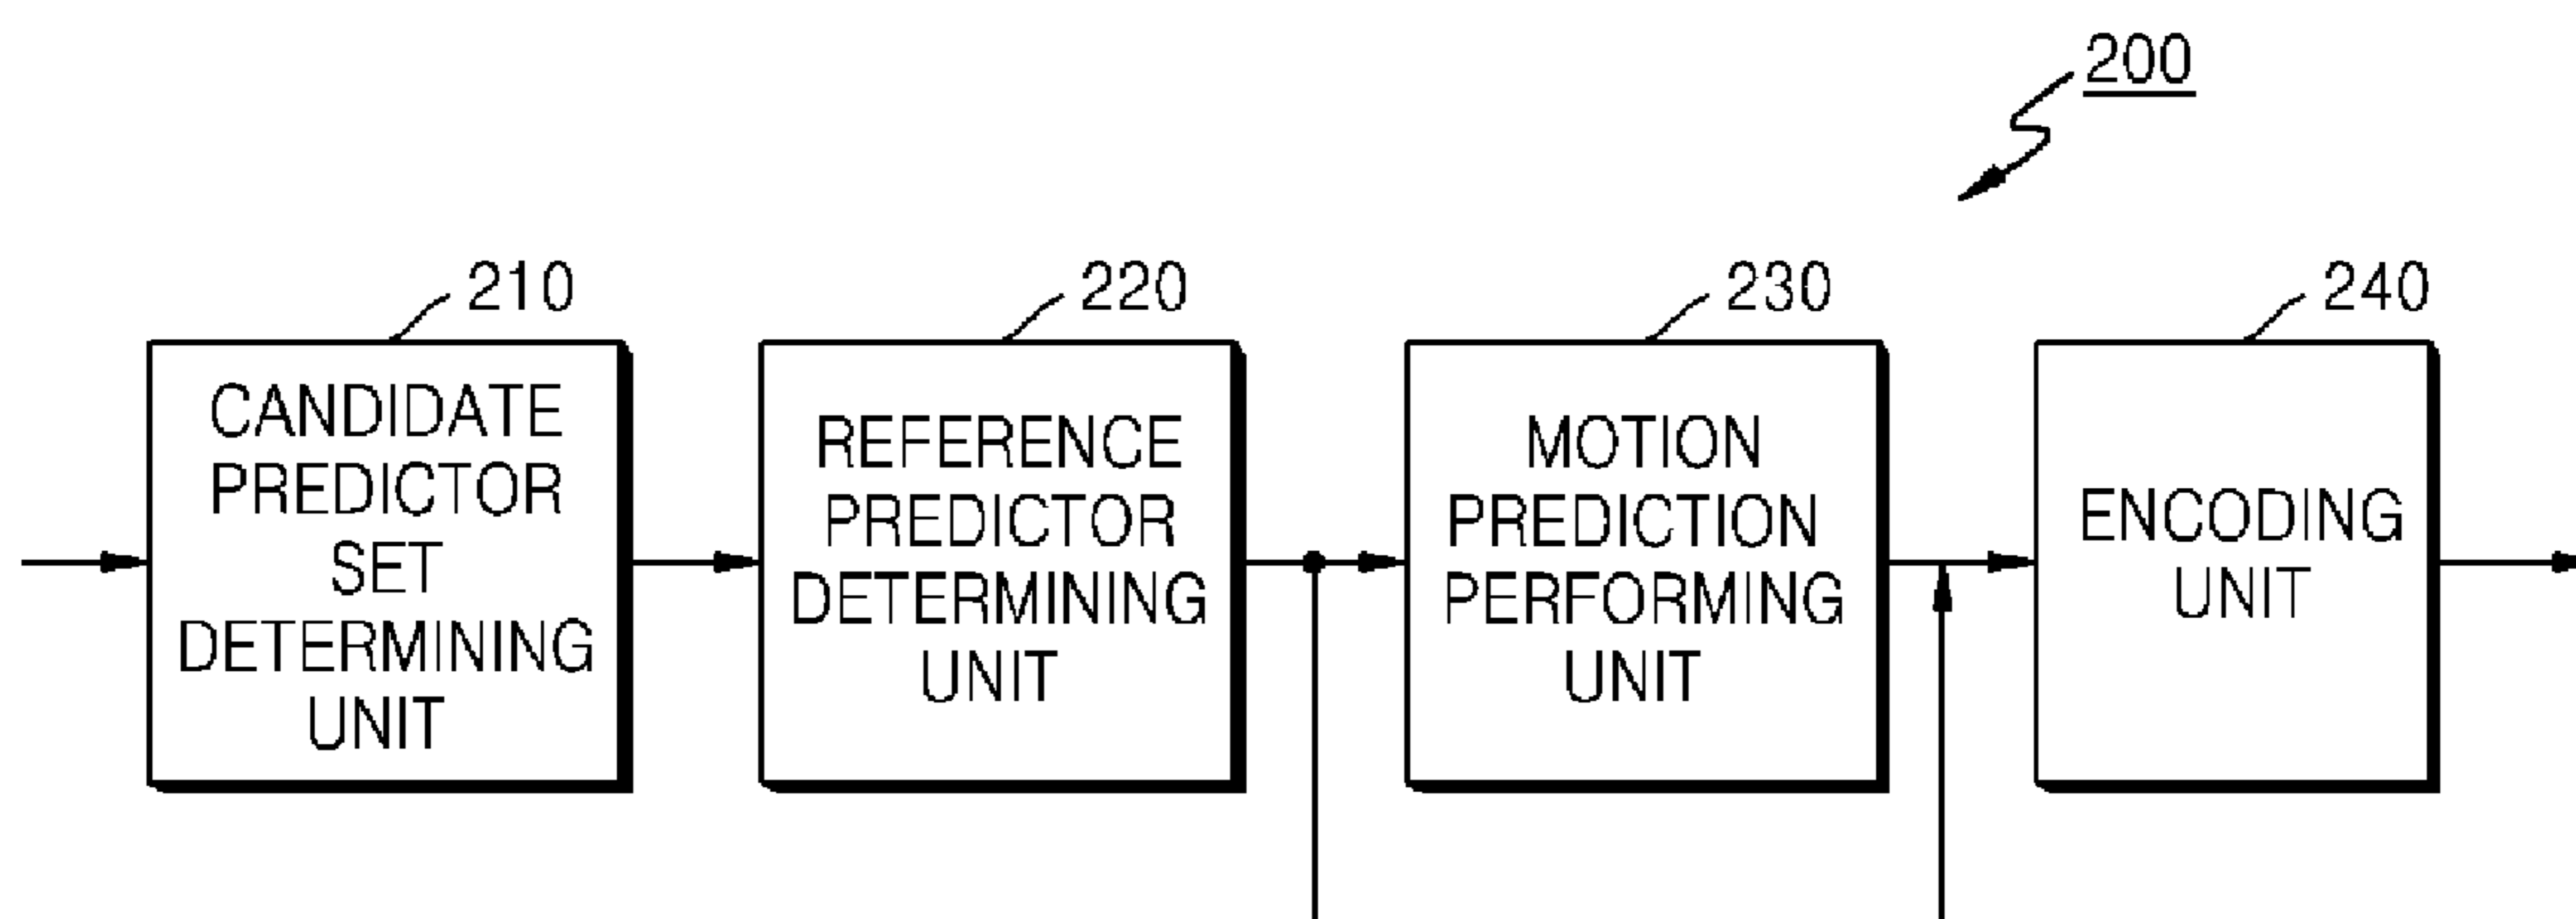 200
210
220
230
240
CANDIDATE
PREDICTOR
SET
DETERMINING
UNIT
REFERENCE
PREDICTOR
DETERMINING
UNIT
MOTION
PREDICTION
PERFORMING
UNIT
ENCODING
UNIT